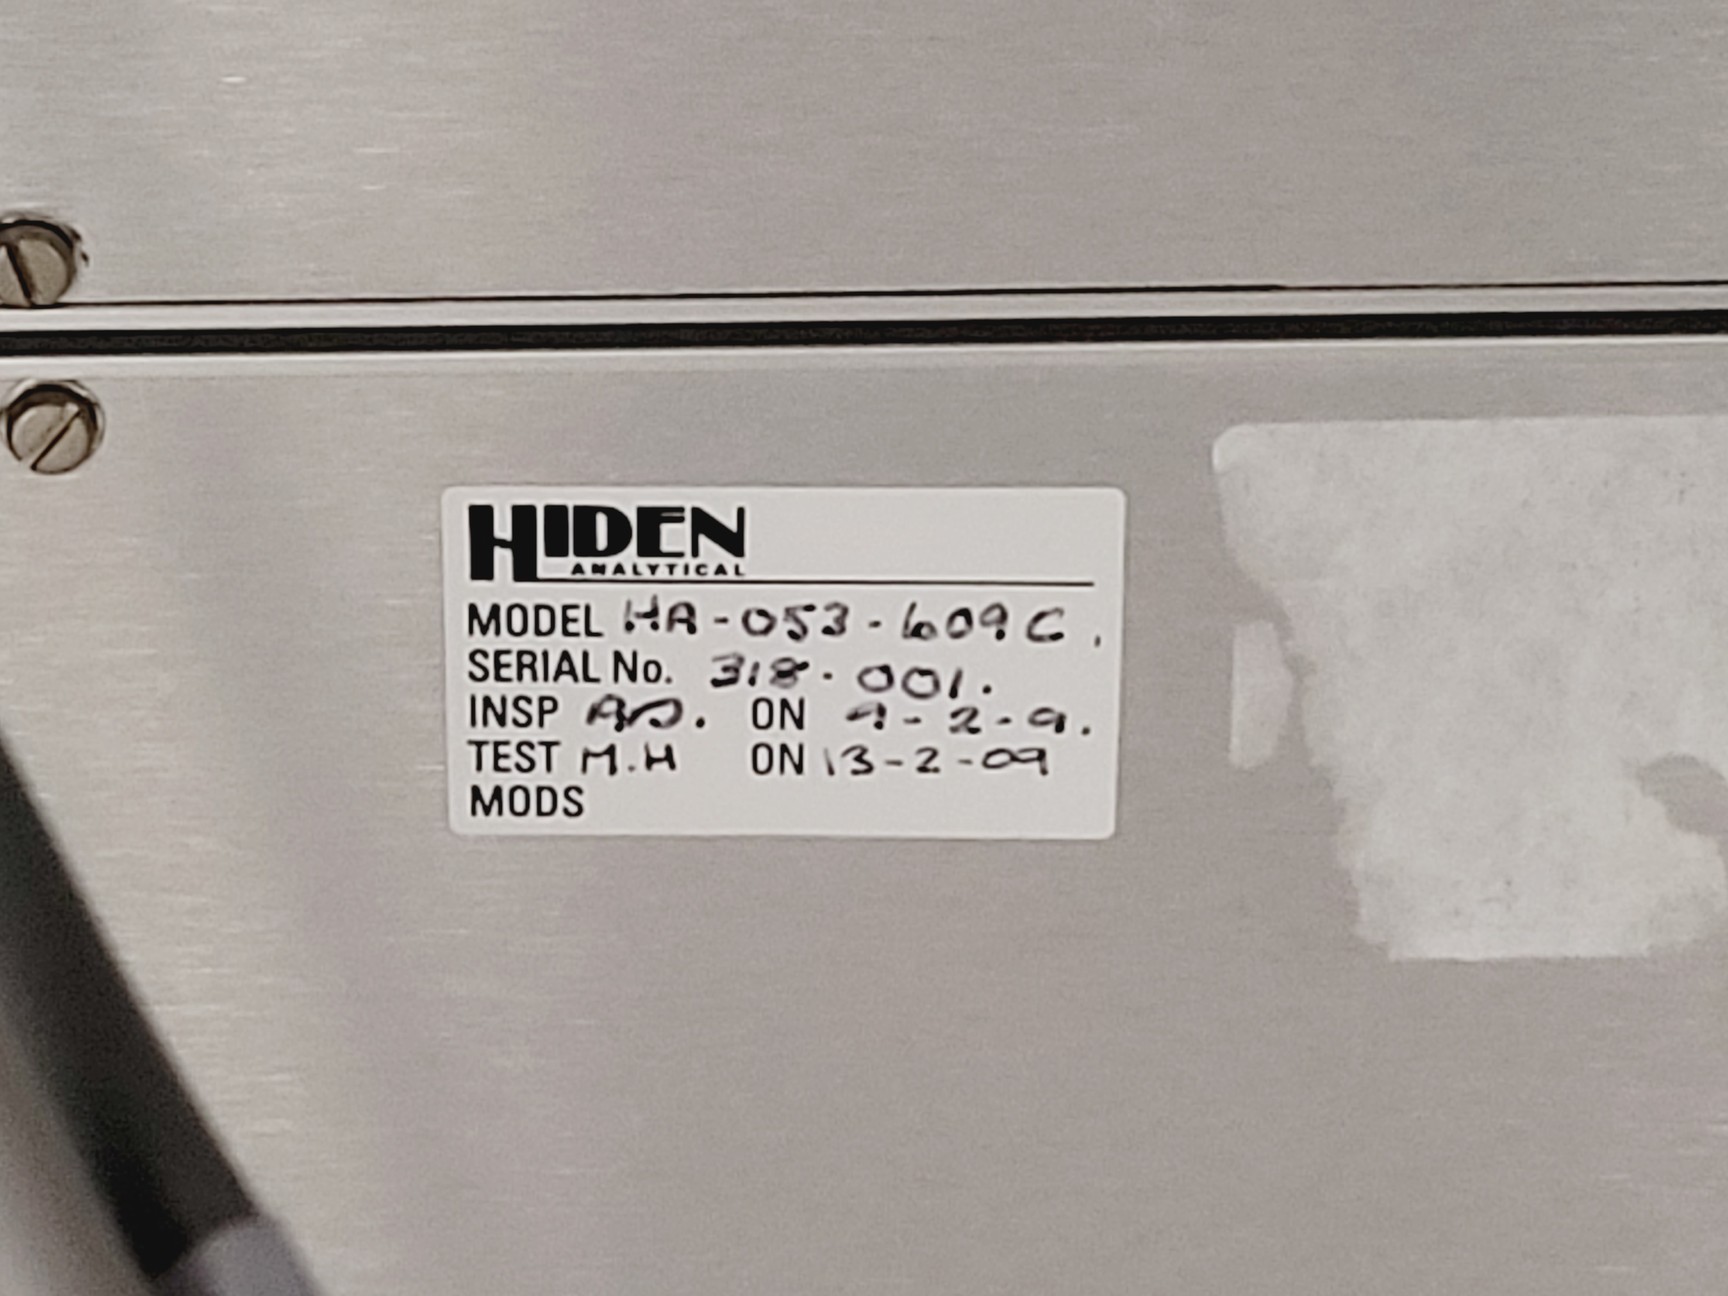 HIDEN
ANALYTICAL
MODEL HA-053-609C.
SERIAL No. 318-001.
INSP ON 9-2-9.
TEST M.H ON 13-2-09
MODS